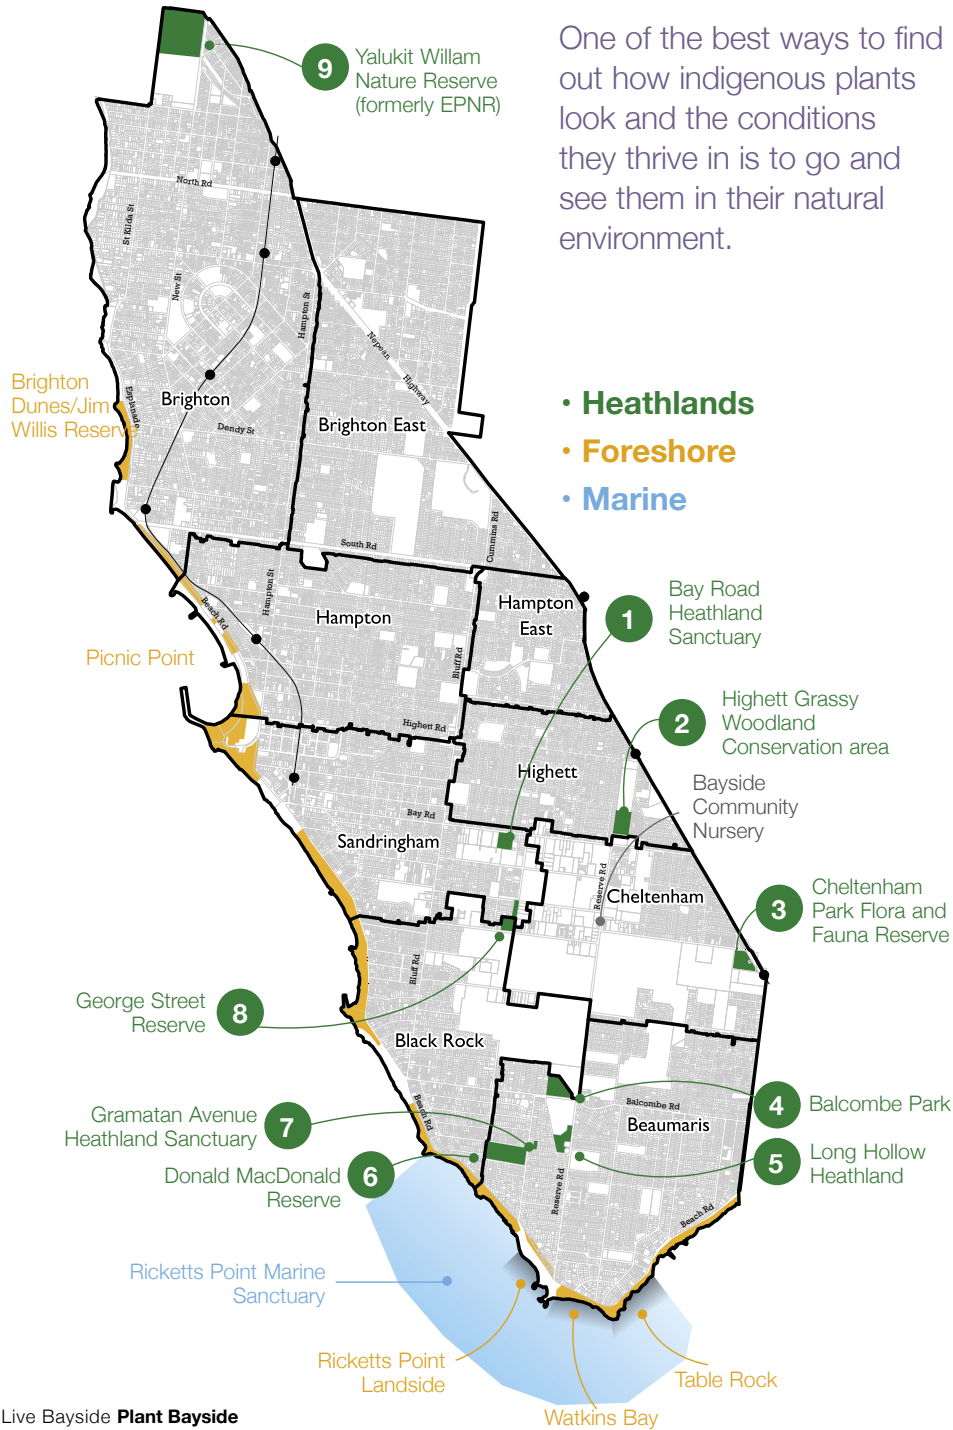 One of the best ways to find
out how indigenous plants
look and the conditions
they thrive in is to go and
see them in their natural
environment.
9
Yalukit Willam
Nature Reserve
(formerly EPNR)
North Rd
St Kilda St
New St
Hampton St
Nepean
Highway
Brighton
Dunes/Jim
Willis Reserve
Esplanade
Brighton
Dendy St
Brighton East
• Heathlands
• Foreshore
• Marine
South Rd
Cummins Rd
Hampton St
Beach Rd
Hampton
Bluff Rd
Hampton
East
1
Bay Road
Heathland
Sanctuary
Picnic Point
Highett Rd
2
Highett Grassy
Woodland
Conservation area
Highett
Bayside
Community
Nursery
Bay Rd
Sandringham
Reserve Rd
Cheltenham
3
Cheltenham
Park Flora and
Fauna Reserve
Bluff Rd
George Street
Reserve
8
Black Rock
Beach Rd
Balcombe Rd
Beaumaris
4
Balcombe Park
Gramatan Avenue
Heathland Sanctuary
7
5
Long Hollow
Heathland
Donald MacDonald
Reserve
6
Reserve Rd
Beach Rd
Ricketts Point Marine
Sanctuary
Ricketts Point
Landside
Table Rock
Watkins Bay
Live Bayside Plant Bayside